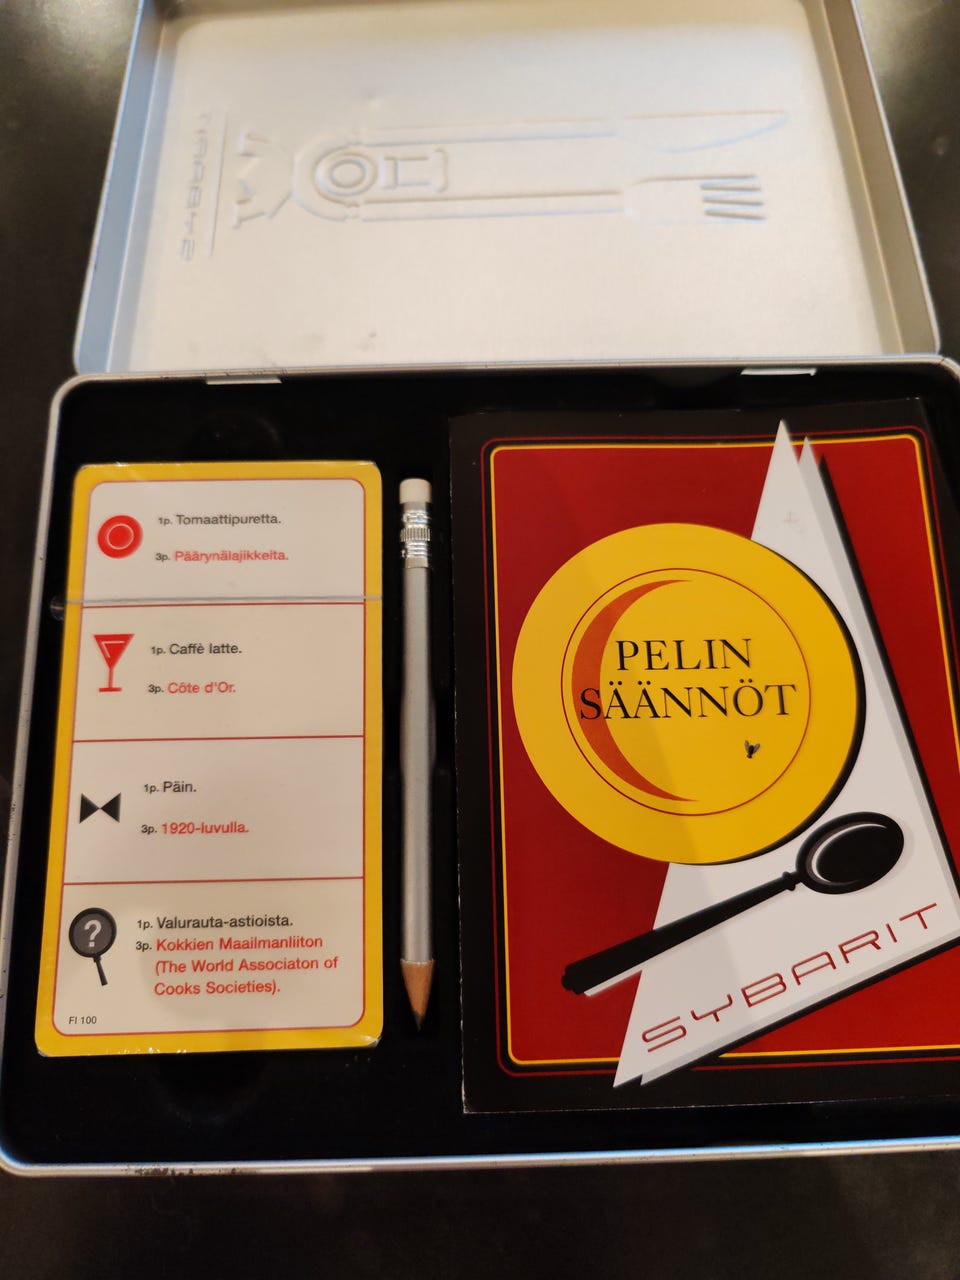 SYBARIT
1p. Tomaattipuretta.
3p. Päärynälajikkeita.
1p. Caffè latte.
3p. Côte d'Or.
1p. Päin.
3p. 1920-luvulla.
?
1p. Valurauta-astioista.
3p. Kokkien Maailmanliiton
(The World Associaton of
Cooks Societies).
FI 100
PELIN
SÄÄNNÖT
SYBARIT